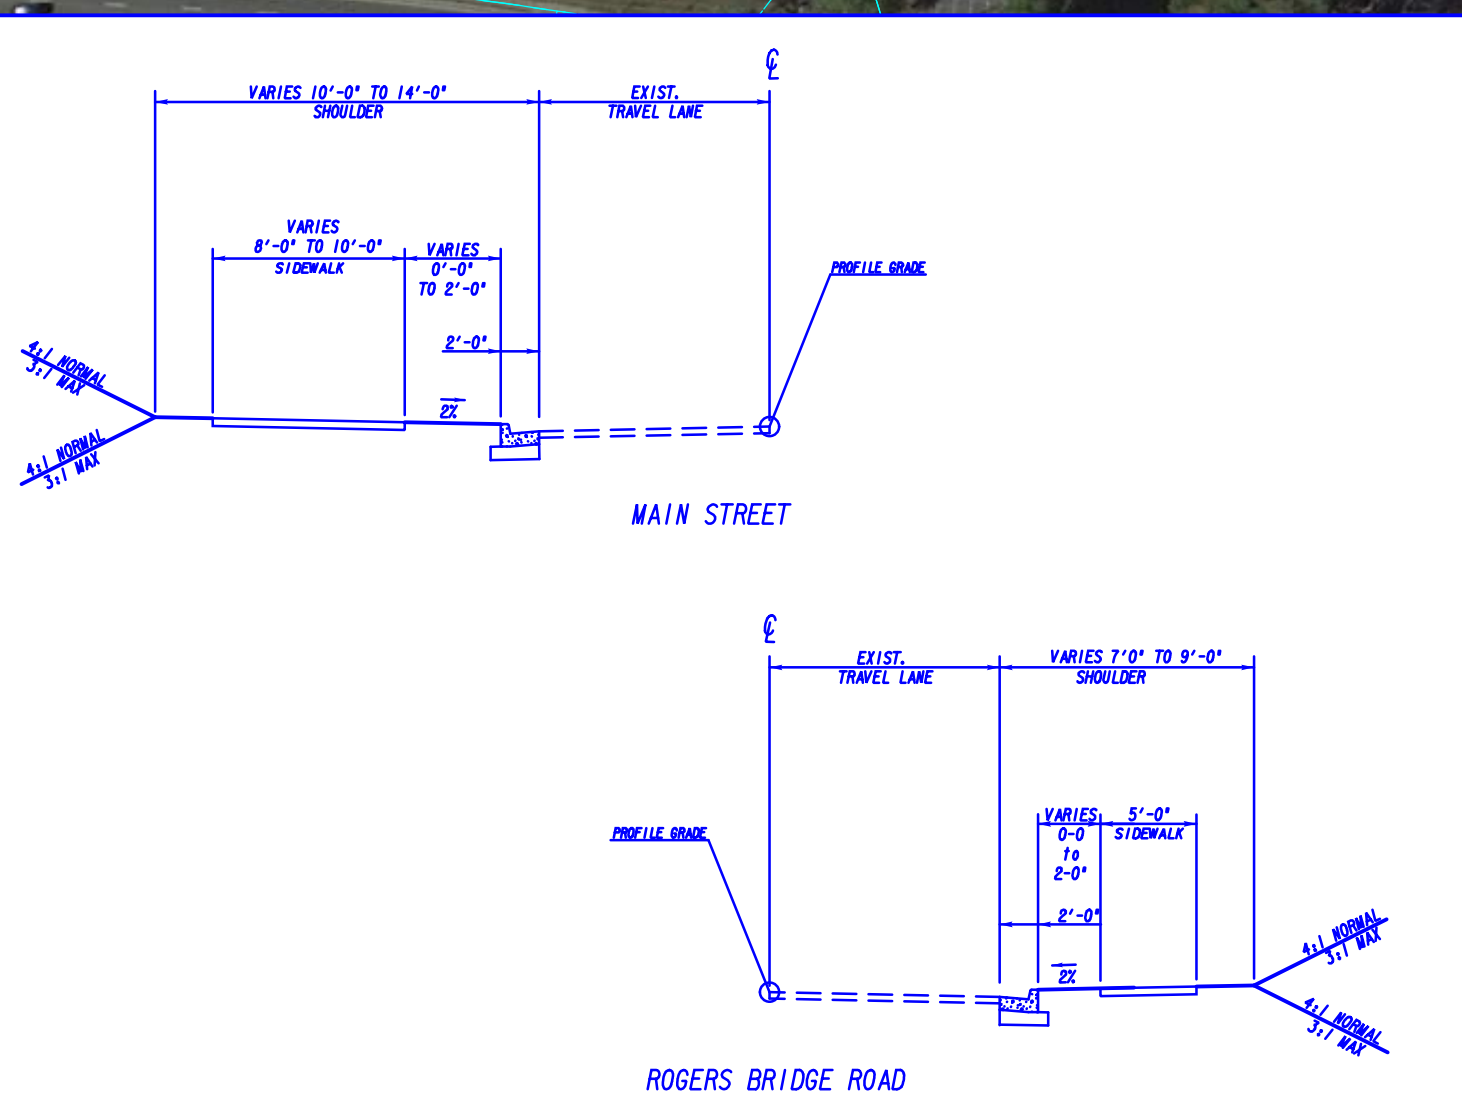 ℄
VARIES 10'-0" TO 14'-0"
SHOULDER
EXIST.
TRAVEL LANE
VARIES
8'-0" TO 10'-0"
SIDEWALK
VARIES
0'-0"
TO 2'-0"
PROFILE GRADE
2'-0"
4:1 NORMAL
3:1 MAX
2%
4:1 NORMAL
3:1 MAX
MAIN STREET
℄
EXIST.
TRAVEL LANE
VARIES 7'0" TO 9'-0"
SHOULDER
PROFILE GRADE
VARIES
0-0
to
2-0"
5'-0"
SIDEWALK
2'-0"
2%
4:1 NORMAL
3:1 MAX
4:1 NORMAL
3:1 MAX
ROGERS BRIDGE ROAD